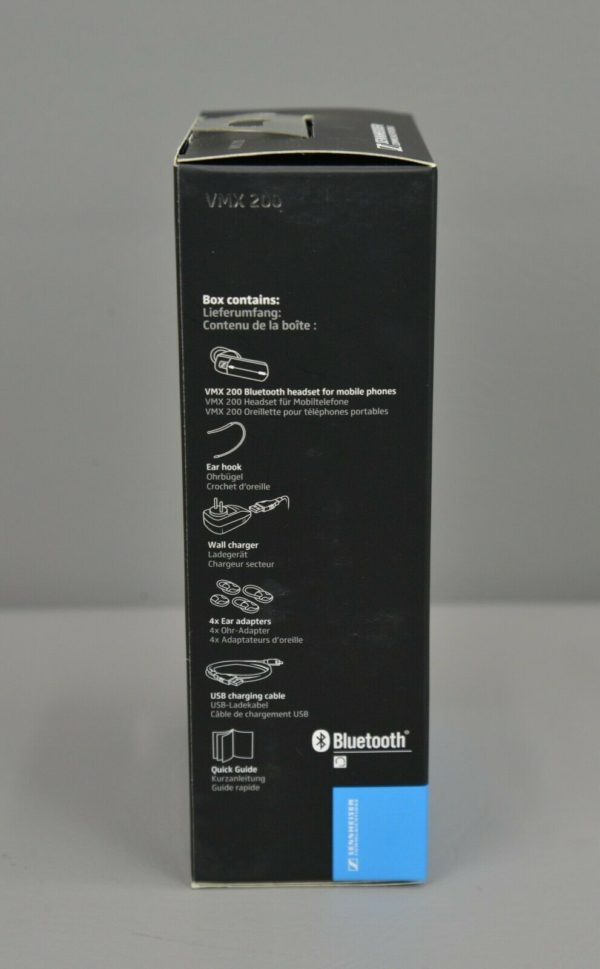 SENNHEISER
COMMUNICATIONS
VMX 200
Box contains:
Lieferumfang:
Contenu de la boîte :
VMX 200 Bluetooth headset for mobile phones
VMX 200 Headset für Mobiltelefone
VMX 200 Oreillette pour téléphones portables
Ear hook
Ohrbügel
Crochet d'oreille
Wall charger
Ladegerät
Chargeur secteur
4x Ear adapters
4x Ohr-Adapter
4x Adaptateurs d'oreille
USB charging cable
USB-Ladekabel
Câble de chargement USB
Quick Guide
Kurzanleitung
Guide rapide
Bluetooth®
SENNHEISER
COMMUNICATIONS